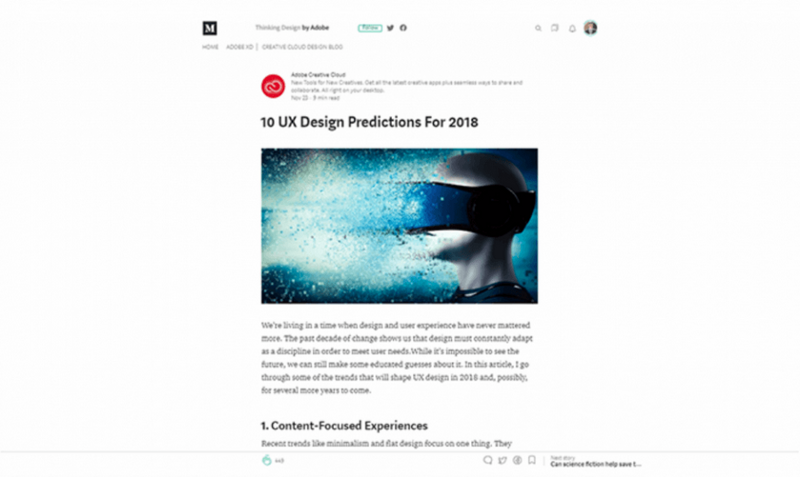 M
Thinking Design by Adobe Follow
HOME ADOBE XD CREATIVE CLOUD DESIGN BLOG
Adobe Creative Cloud
New Tools for New Creatives. Get all the latest creative apps plus seamless ways to share and
collaborate. All right on your desktop.
Nov 23 · 9 min read
10 UX Design Predictions For 2018
We're living in a time when design and user experience have never mattered
more. The past decade of change shows us that design must constantly adapt
as a discipline in order to meet user needs.While it's impossible to see the
future, we can still make some educated guesses about it. In this article, I go
through some of the trends that will shape UX design in 2018 and, possibly,
for several more years to come.
1. Content-Focused Experiences
Recent trends like minimalism and flat design focus on one thing. They
Next story
Can science fiction help save t...